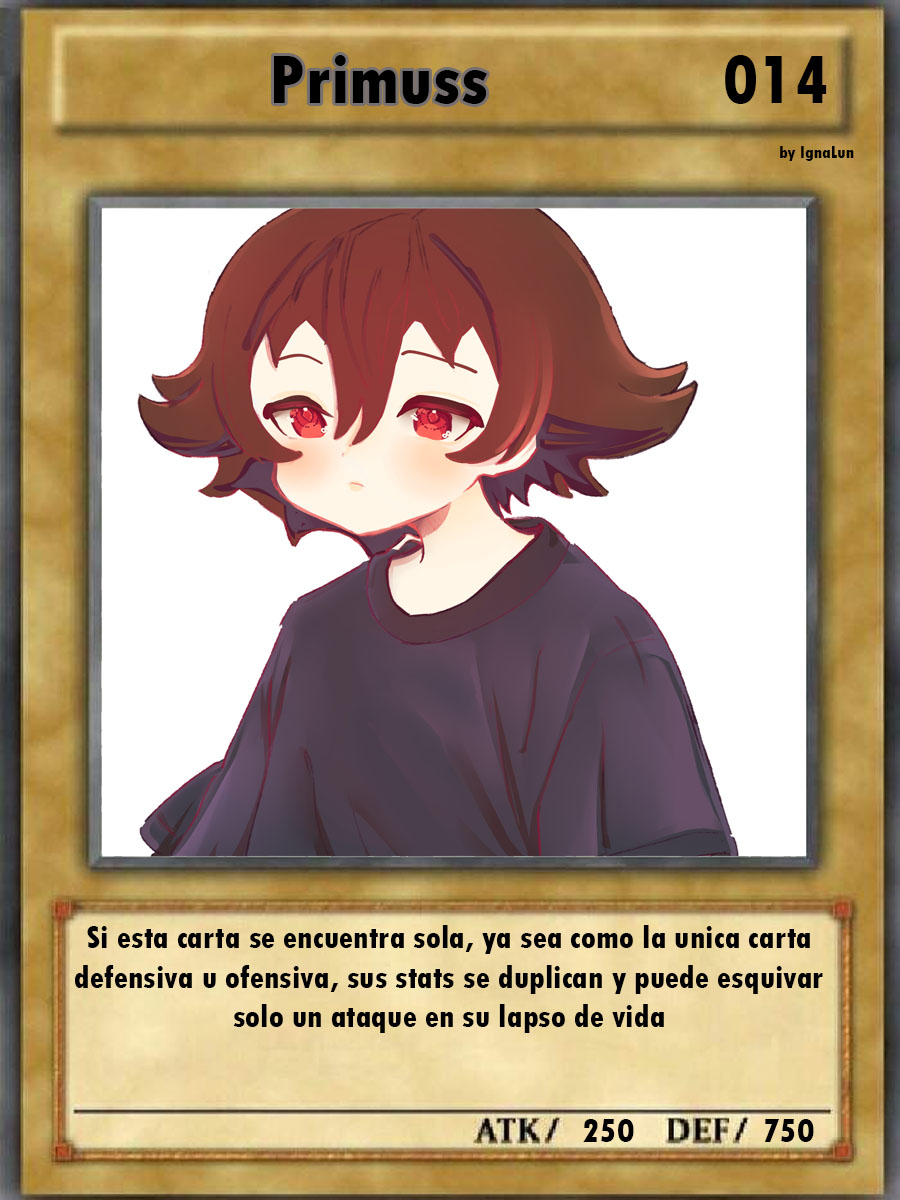 Primuss 014
by IgnaLun
Si esta carta se encuentra sola, ya sea como la unica carta
defensiva u ofensiva, sus stats se duplican y puede esquivar
solo un ataque en su lapso de vida
ATK/ 250 DEF/ 750